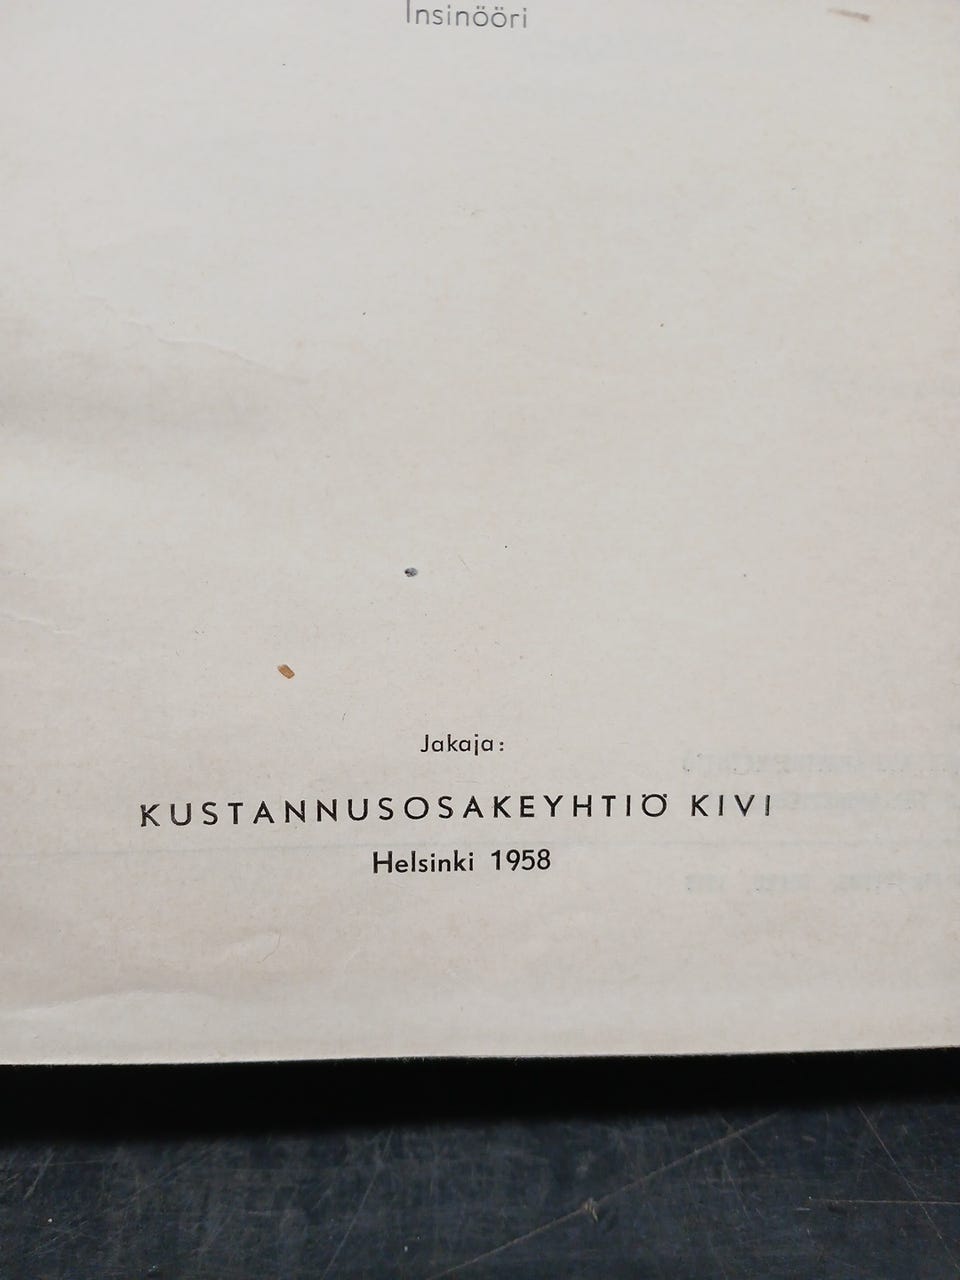 Insinööri
Jakaja:
KUSTANNUSOSAKEYHTIÖ KIVI
Helsinki 1958